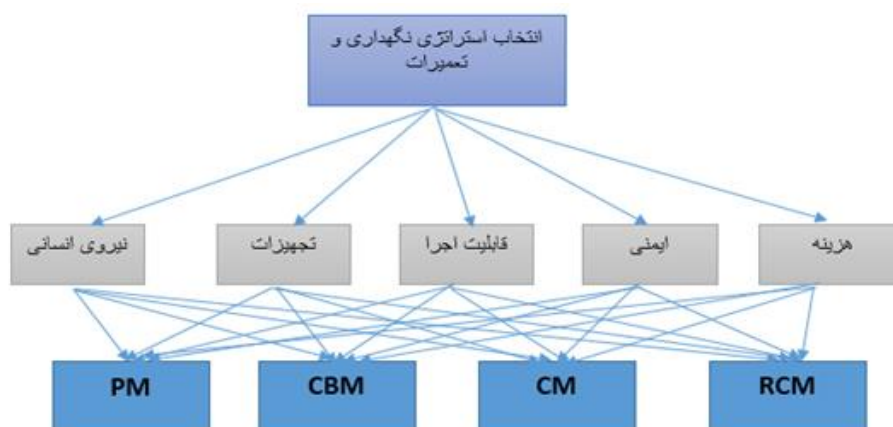 انتخاب استراتژی نگهداری و
تعمیرات
هزینه
ایمنی
قابلیت اجرا
تجهیزات
نیروی انسانی
PM
CBM
CM
RCM